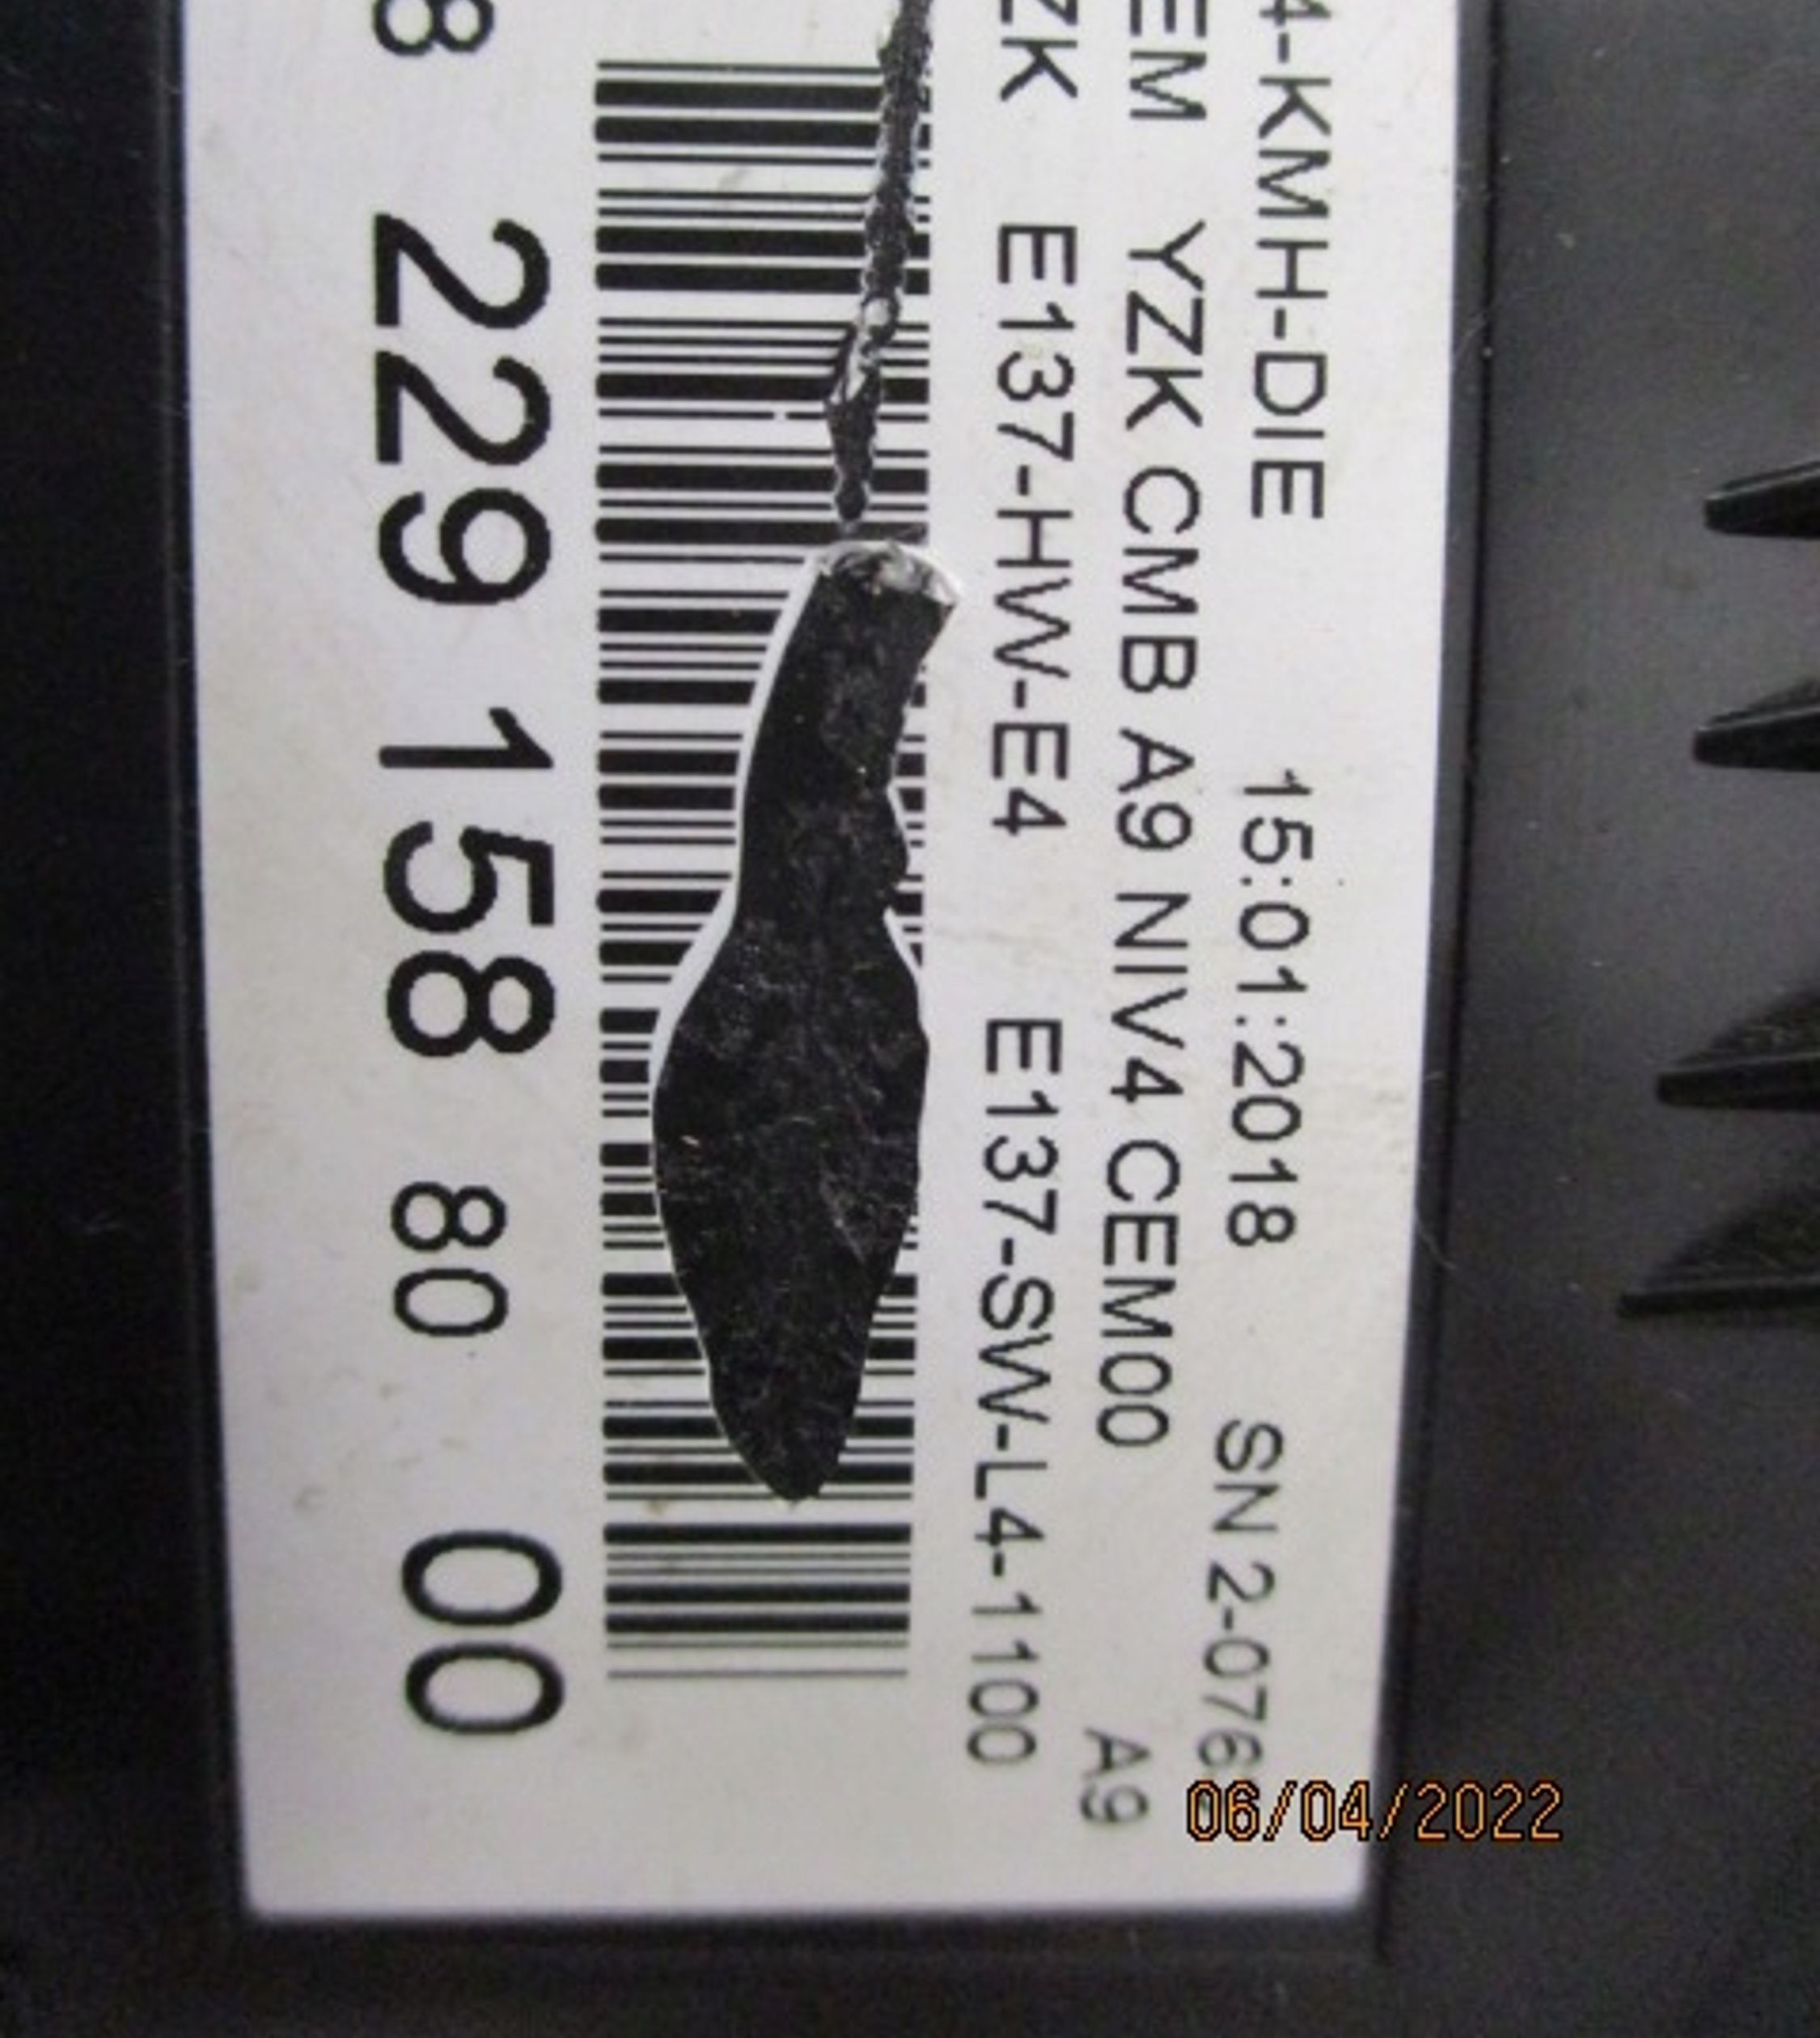 4-KMH-DIE 15:01:2018 SN 2-076
EM YZK CMB A9 NIV4 CEM00 A9
ZK E137-HW-E4 E137-SW-L4-1100
8 229 158 80 00
06/04/2022